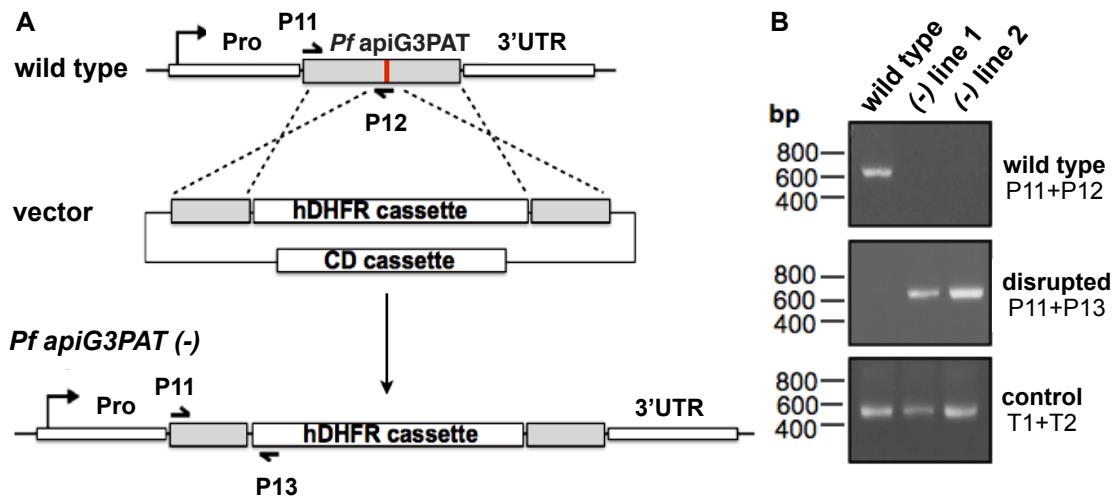 A
P11
Pro
Pf apiG3PAT
3'UTR
wild type
P12
vector
hDHFR cassette
CD cassette
Pf apiG3PAT (-)
P11
Pro
3'UTR
hDHFR cassette
P13
B
wild type
(-) line 1
(-) line 2
bp
800
600
400
wild type
P11+P12
800
600
400
disrupted
P11+P13
800
600
400
control
T1+T2